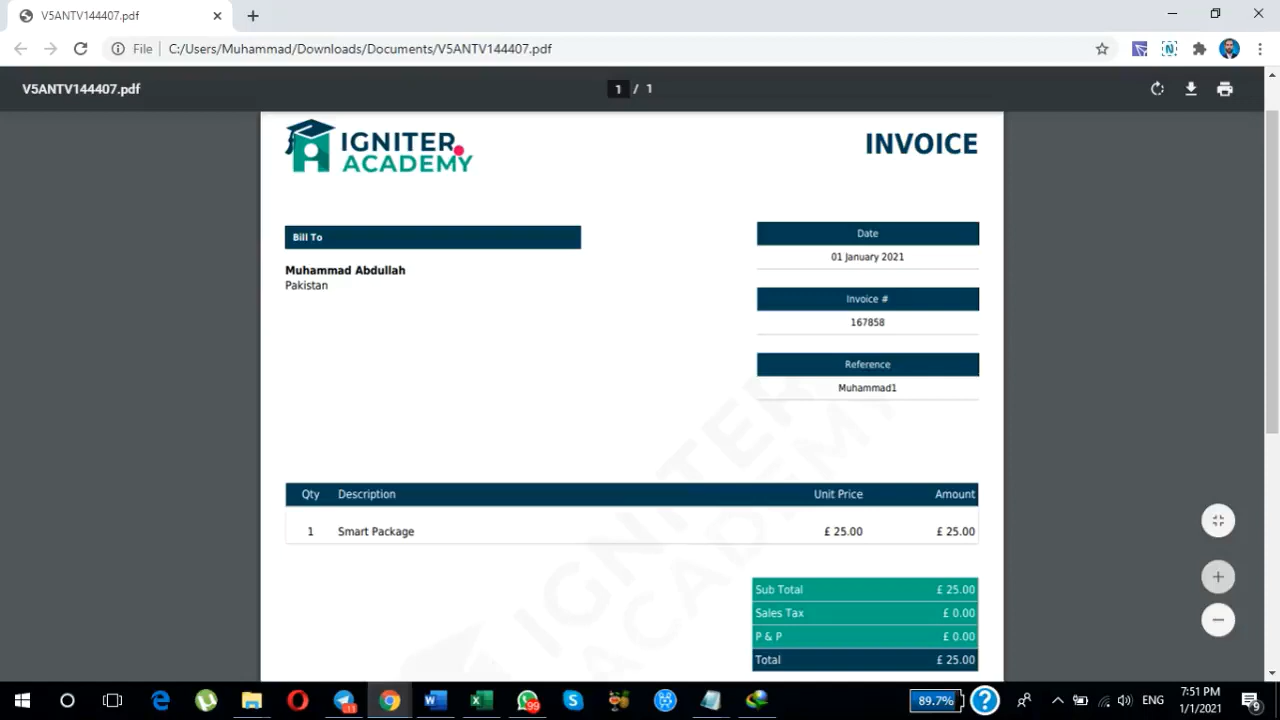 V5ANTV144407.pdf
File
C:/Users/Muhammad/Downloads/Documents/V5ANTV144407.pdf
V5ANTV144407.pdf
1 / 1
IGNITER
ACADEMY
INVOICE
Bill To
Muhammad Abdullah
Pakistan
Date
01 January 2021
Invoice #
167858
Reference
Muhammad1
IGNITER
ACADEMY
Qty Description Unit Price Amount
1 Smart Package £ 25.00 £ 25.00
Sub Total £ 25.00
Sales Tax £ 0.00
P & P £ 0.00
Total £ 25.00
89.7%
ENG
7:51 PM
1/1/2021